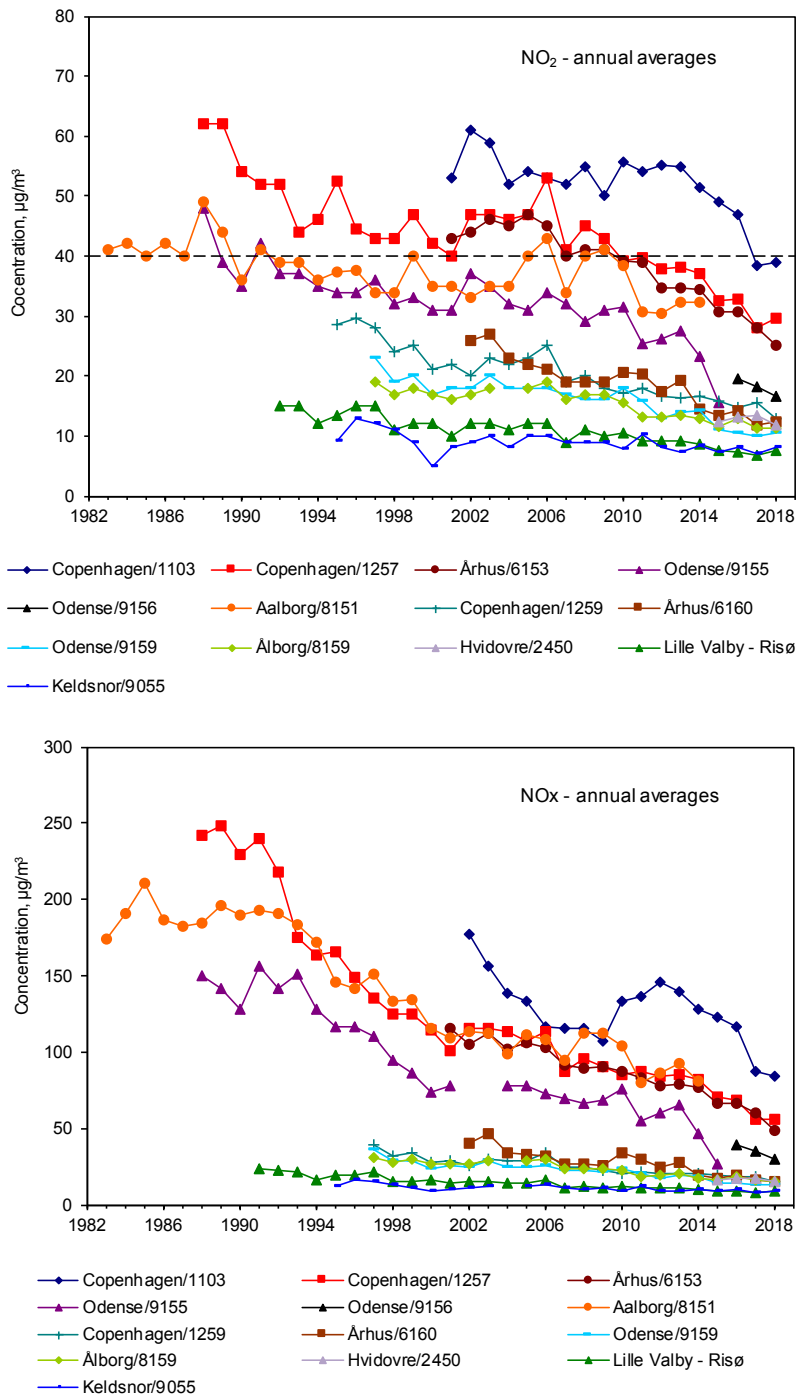 NO₂ - annual averages
Cocentration, µg/m³
80
70
60
50
40
30
20
10
0
1982 1986 1990 1994 1998 2002 2006 2010 2014 2018
Copenhagen/1103 Copenhagen/1257 Århus/6153 Odense/9155
Odense/9156 Aalborg/8151 Copenhagen/1259 Århus/6160
Odense/9159 Ålborg/8159 Hvidovre/2450 Lille Valby - Risø
Keldsnor/9055
NOx - annual averages
Concentration, µg/m³
300
250
200
150
100
50
0
1982 1986 1990 1994 1998 2002 2006 2010 2014 2018
Copenhagen/1103 Copenhagen/1257 Århus/6153
Odense/9155 Odense/9156 Aalborg/8151
Copenhagen/1259 Århus/6160 Odense/9159
Ålborg/8159 Hvidovre/2450 Lille Valby - Risø
Keldsnor/9055